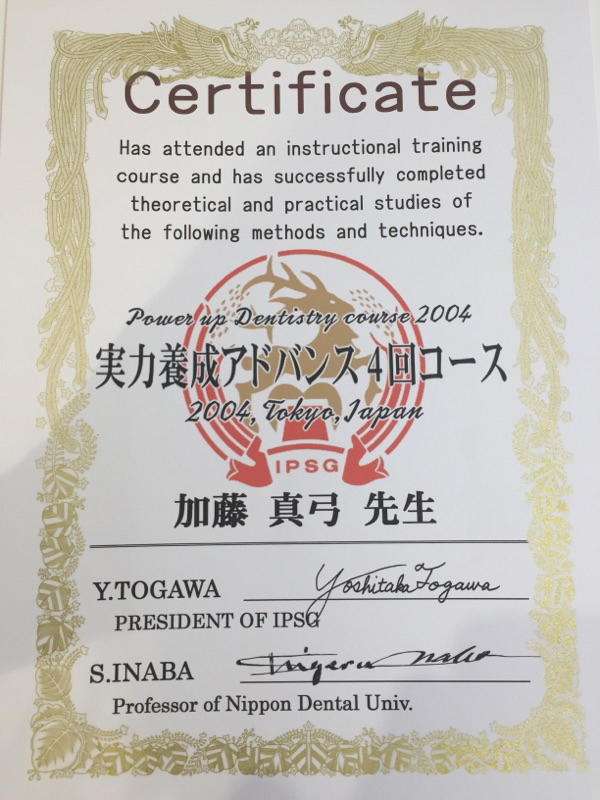 Certificate
Has attended an instructional training
course and has successfully completed
theoretical and practical studies of
the following methods and techniques.
Power up Dentistry course 2004
実力養成アドバンス4回コース
2004, Tokyo, Japan
IPSG
加藤 真弓 先生
Y.TOGAWA Yoshitaka Togawa
PRESIDENT OF IPSG
S.INABA Shigeru Inaba
Professor of Nippon Dental Univ.